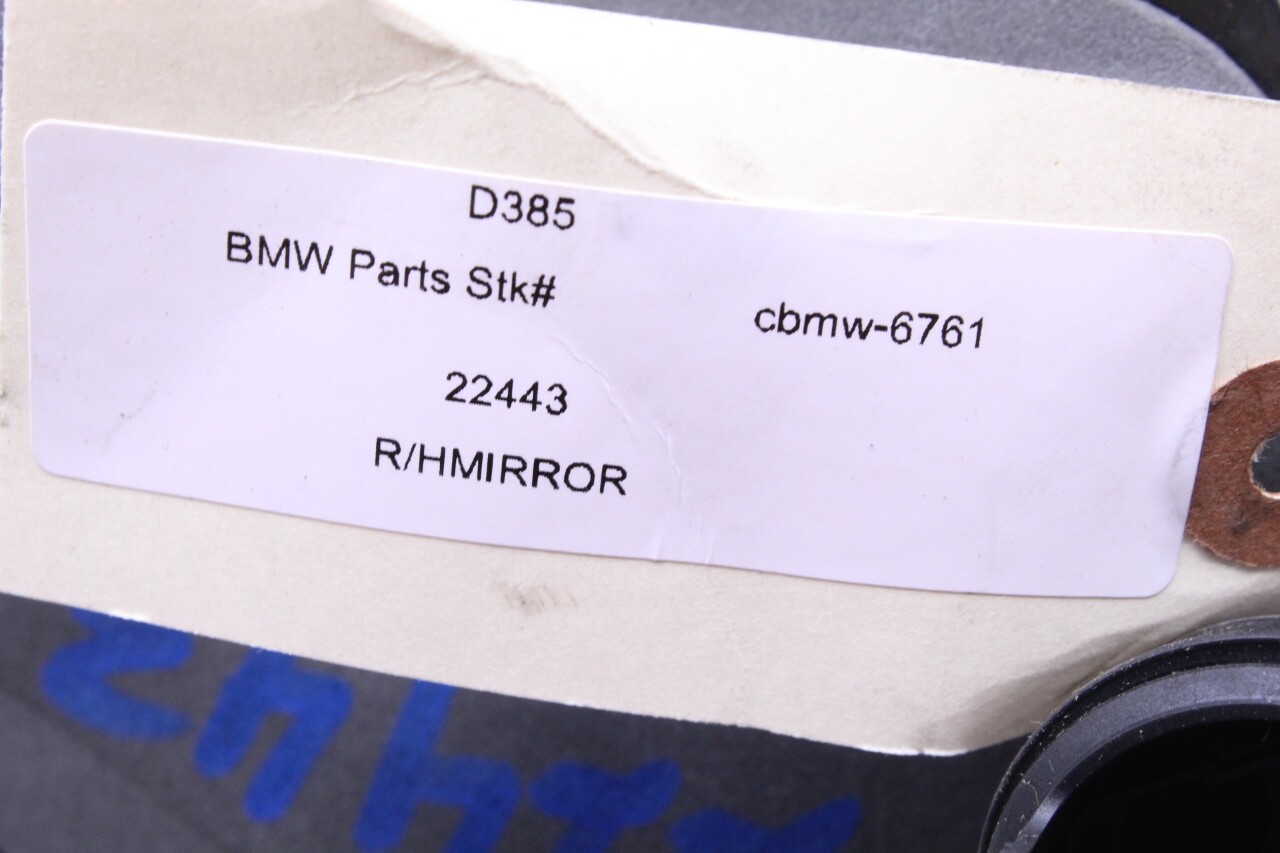 D385
BMW Parts Stk#
cbmw-6761
22443
R/HMIRROR